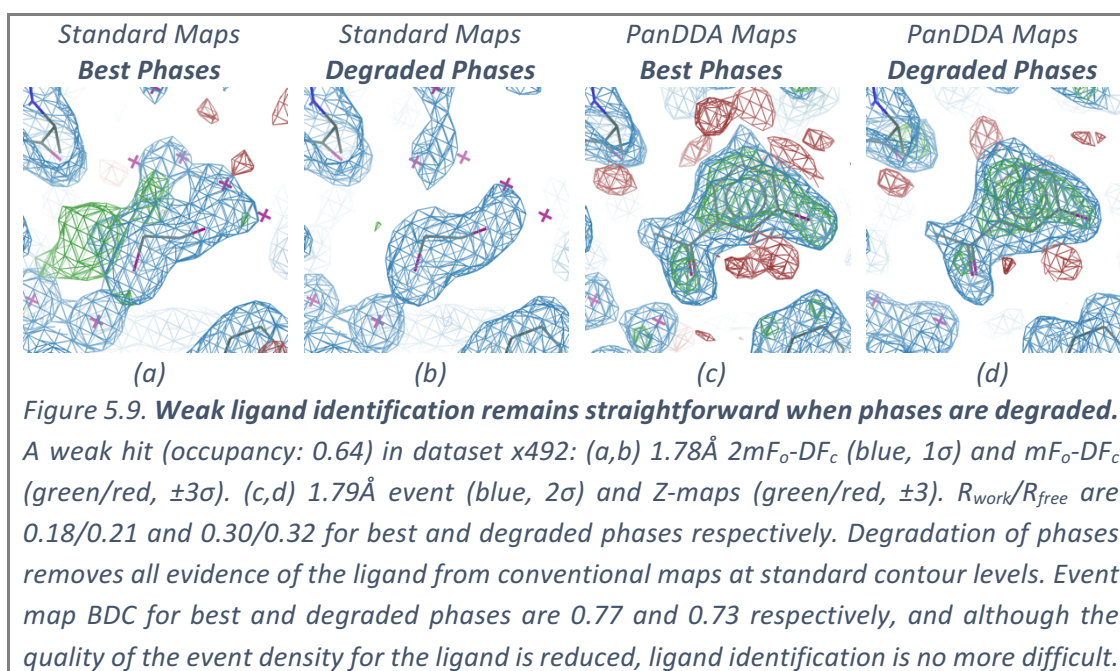 Standard Maps Standard Maps PanDDA Maps PanDDA Maps
Best Phases Degraded Phases Best Phases Degraded Phases
(a) (b) (c) (d)
Figure 5.9. Weak ligand identification remains straightforward when phases are degraded.
A weak hit (occupancy: 0.64) in dataset x492: (a,b) 1.78Å 2mFo-DFc (blue, 1σ) and mFo-DFc
(green/red, ±3σ). (c,d) 1.79Å event (blue, 2σ) and Z-maps (green/red, ±3). Rwork/Rfree are
0.18/0.21 and 0.30/0.32 for best and degraded phases respectively. Degradation of phases
removes all evidence of the ligand from conventional maps at standard contour levels. Event
map BDC for best and degraded phases are 0.77 and 0.73 respectively, and although the
quality of the event density for the ligand is reduced, ligand identification is no more difficult.